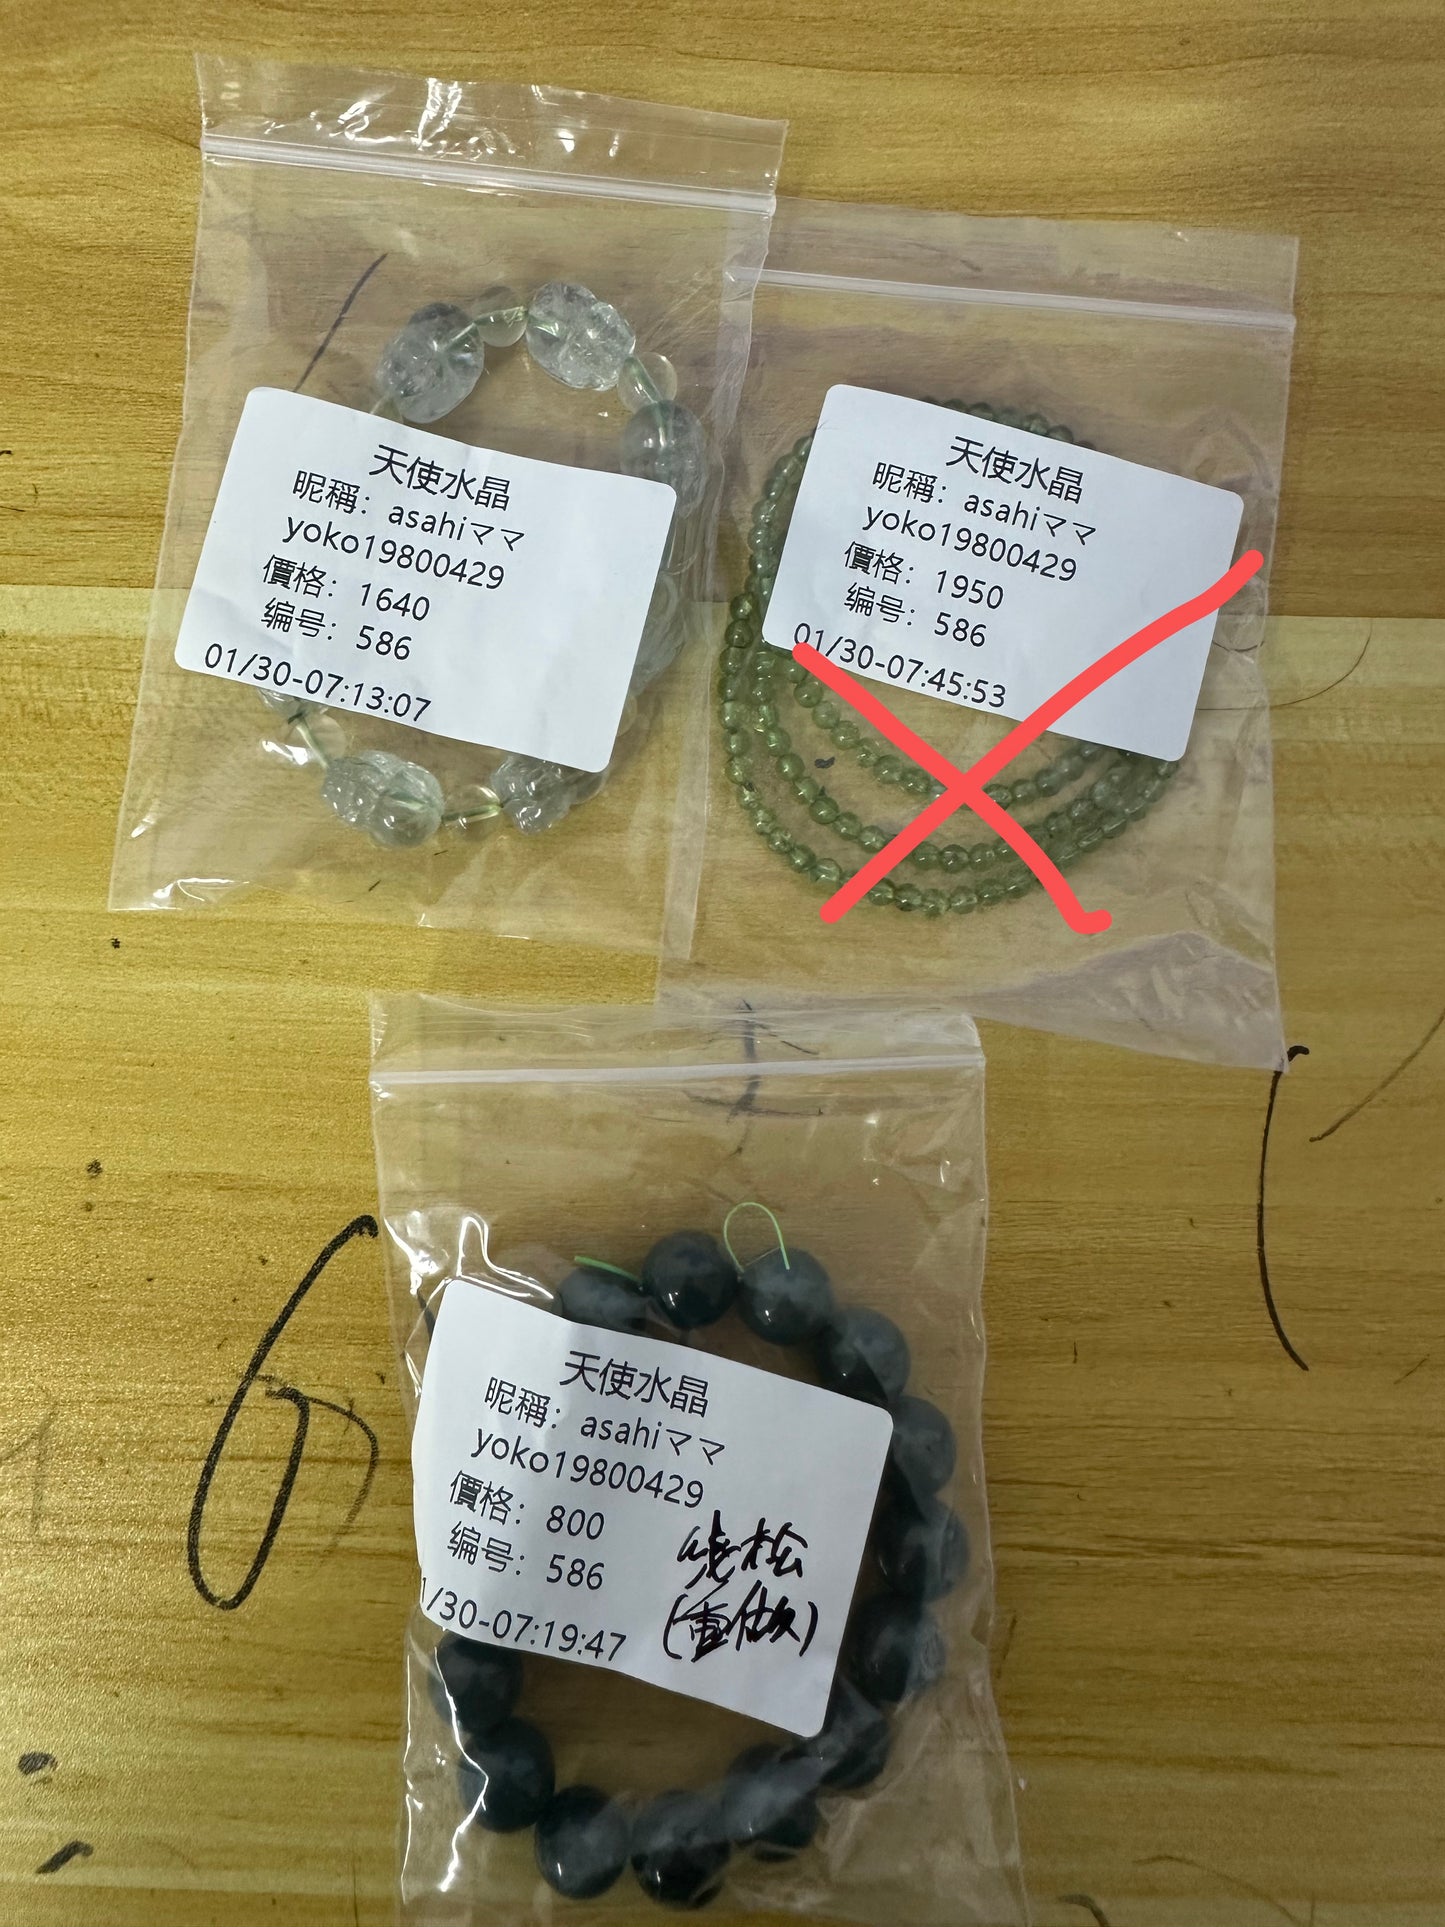 天使水晶
昵稱：asahiママ
yoko19800429
價格：1640
编号：586
01/30-07:13:07
天使水晶
昵稱：asahiママ
yoko19800429
價格：1950
编号：586
01/30-07:45:53
天使水晶
昵稱：asahiママ
yoko19800429
價格：800
编号：586
1/30-07:19:47
绕松
(重做)
6